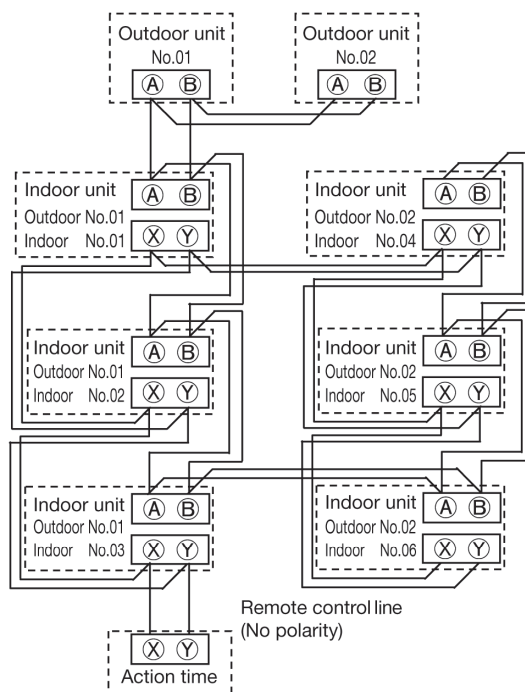 Outdoor unit
No.01
A B
Outdoor unit
No.02
A B
Indoor unit
A B
Outdoor No.01
Indoor No.01
X Y
Indoor unit
A B
Outdoor No.02
Indoor No.04
X Y
Indoor unit
A B
Outdoor No.01
Indoor No.02
X Y
Indoor unit
A B
Outdoor No.02
Indoor No.05
X Y
Indoor unit
A B
Outdoor No.01
Indoor No.03
X Y
Indoor unit
A B
Outdoor No.02
Indoor No.06
X Y
Remote control line
(No polarity)
X Y
Action time